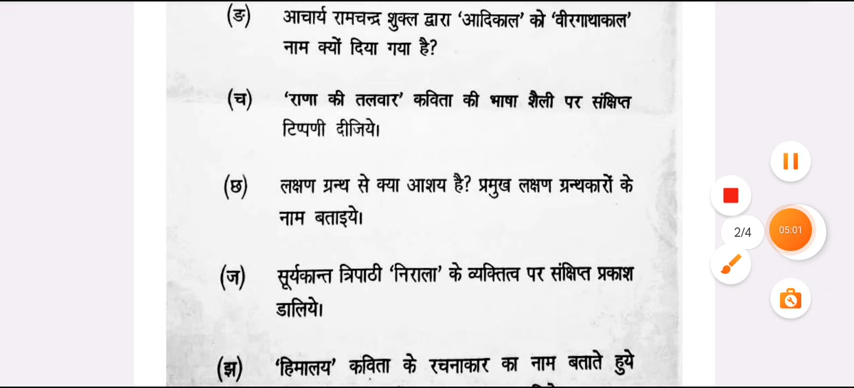 (ङ) आचार्य रामचन्द्र शुक्ल द्वारा 'आदिकाल' को 'वीरगाथाकाल'
नाम क्यों दिया गया है?
(च) 'राणा की तलवार' कविता की भाषा शैली पर संक्षिप्त
टिप्पणी दीजिये।
(छ) लक्षण ग्रन्थ से क्या आशय है? प्रमुख लक्षण ग्रन्थकारों के
नाम बताइये।
2/4
05:01
(ज) सूर्यकान्त त्रिपाठी 'निराला' के व्यक्तित्व पर संक्षिप्त प्रकाश
डालिये।
(झ) 'हिमालय' कविता के रचनाकार का नाम बताते हुये